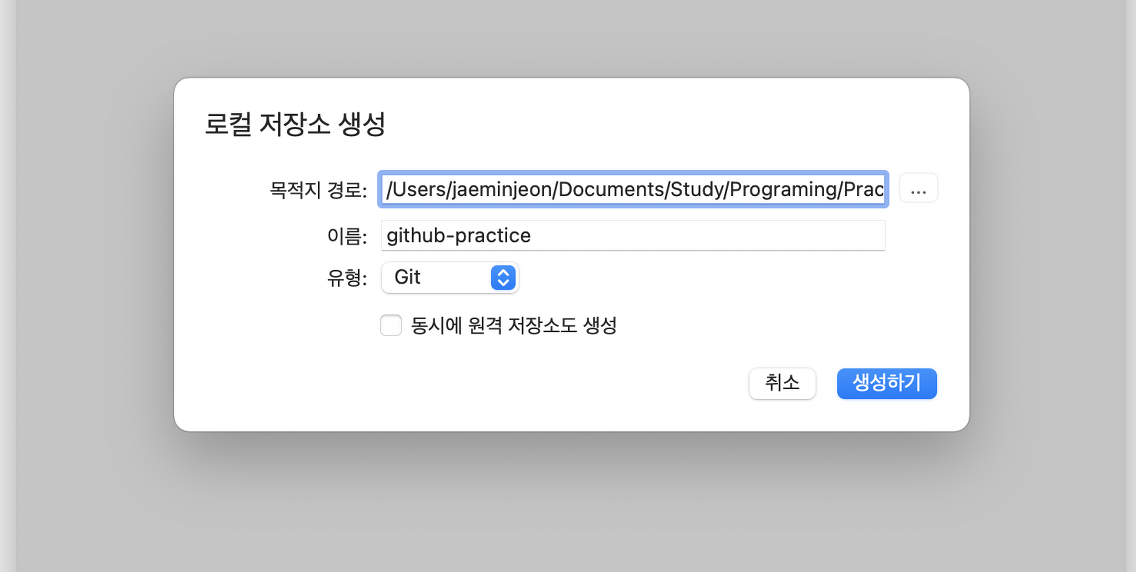 로컬 저장소 생성
목적지 경로: /Users/jaeminjeon/Documents/Study/Programing/Prac ...
이름: github-practice
유형: Git
동시에 원격 저장소도 생성
취소 생성하기